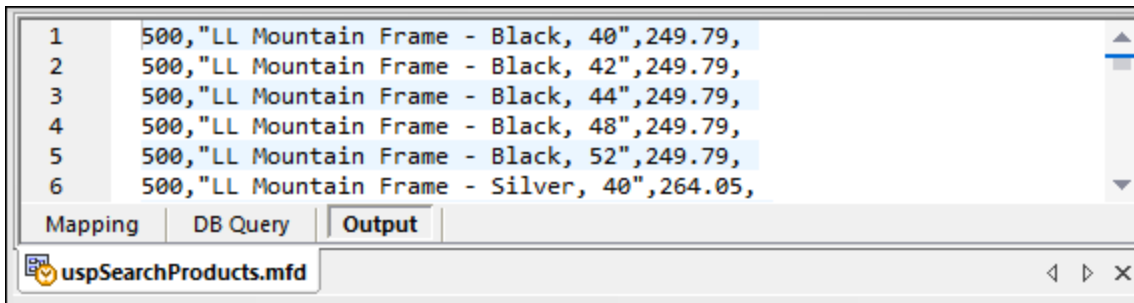 1 500,"LL Mountain Frame - Black, 40",249.79,
2 500,"LL Mountain Frame - Black, 42",249.79,
3 500,"LL Mountain Frame - Black, 44",249.79,
4 500,"LL Mountain Frame - Black, 48",249.79,
5 500,"LL Mountain Frame - Black, 52",249.79,
6 500,"LL Mountain Frame - Silver, 40",264.05,
Mapping DB Query Output
uspSearchProducts.mfd